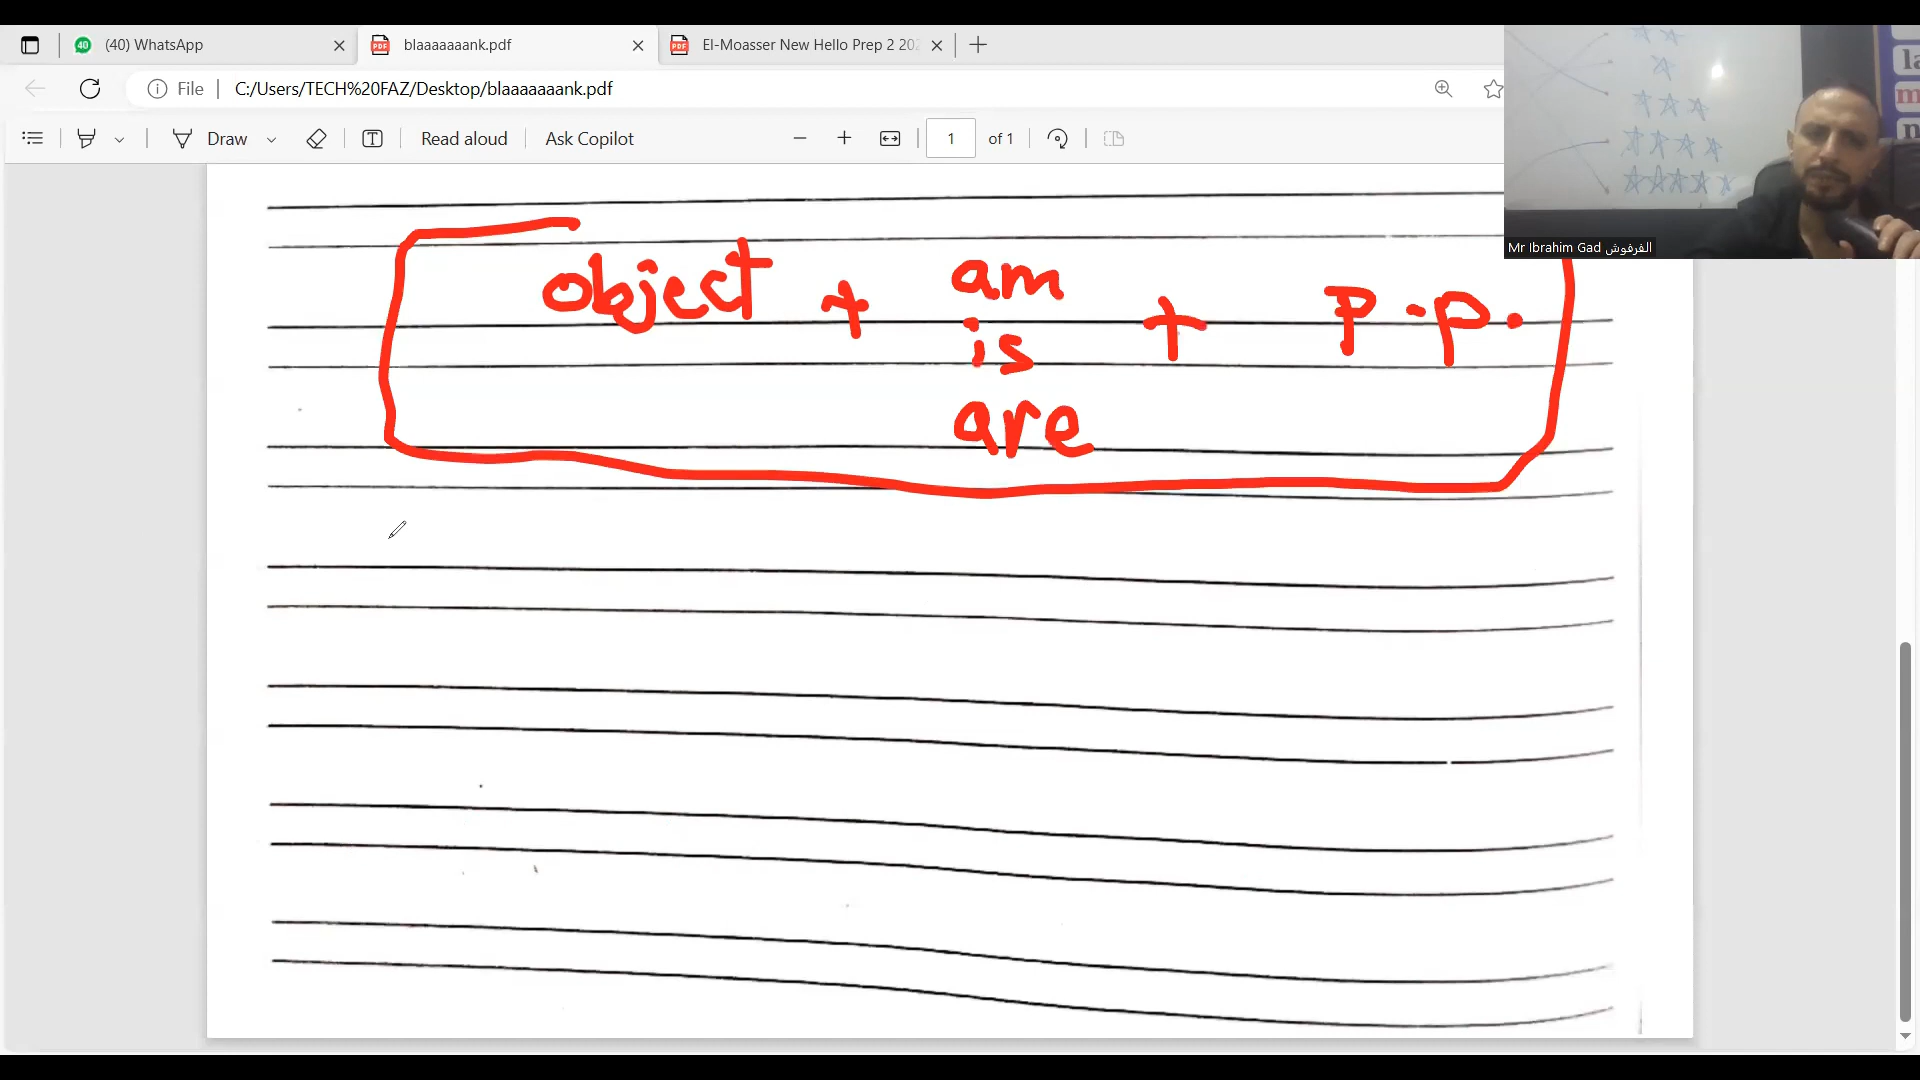 (40) WhatsApp
blaaaaaaank.pdf
El-Moasser New Hello Prep 2 202
File
C:/Users/TECH%20FAZ/Desktop/blaaaaaaank.pdf
Draw
Read aloud
Ask Copilot
1
of 1
Mr Ibrahim Gad الفرفوش
object + am + p.p.
is
are